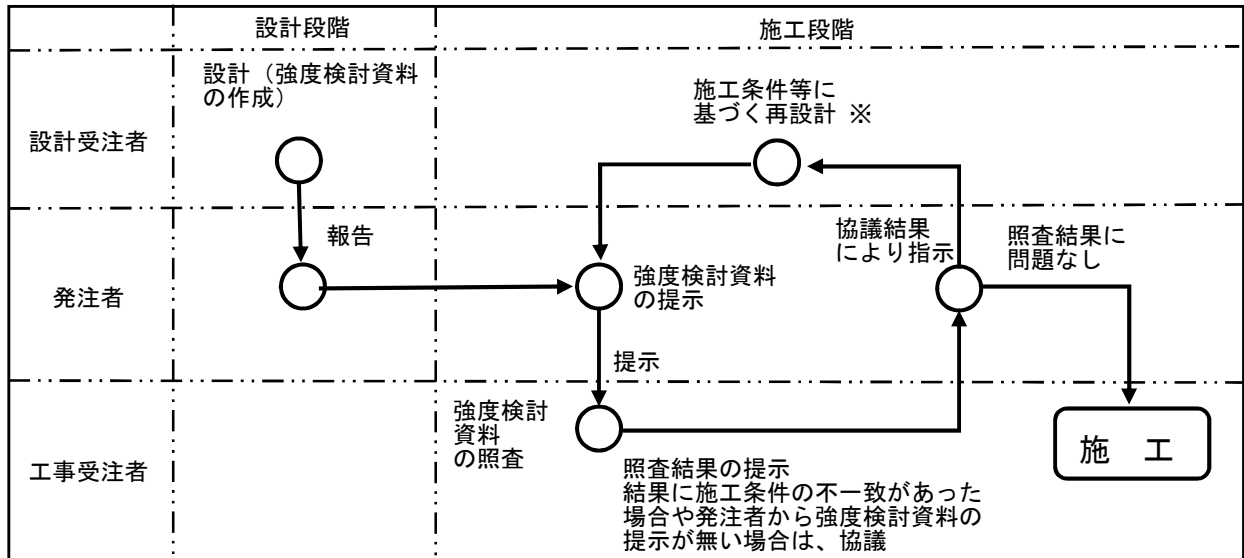 設計段階
施工段階
設計受注者
設計（強度検討資料
の作成）
施工条件等に
基づく再設計 ※
発注者
報告
強度検討資料
の提示
協議結果
により指示
照査結果に
問題なし
提示
工事受注者
強度検討
資料
の照査
照査結果の提示
結果に施工条件の不一致があった
場合や発注者から強度検討資料の
提示が無い場合は、協議
施 工